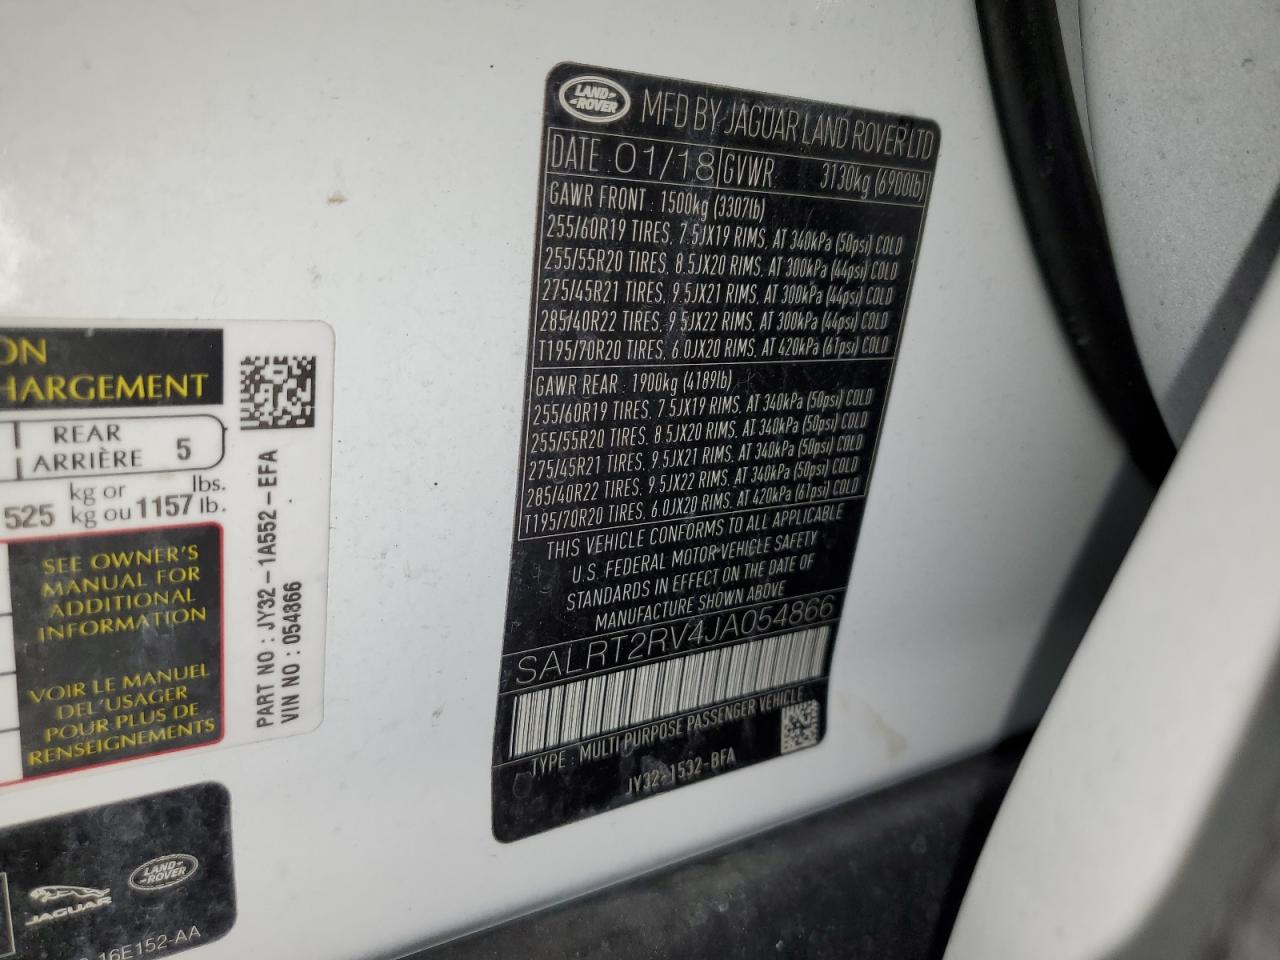 ON
HARGEMENT
REAR
ARRIÈRE 5
525 kg or 1157 lbs.
kg ou lb.
SEE OWNER'S
MANUAL FOR
ADDITIONAL
INFORMATION
VOIR LE MANUEL
DE L'USAGER
POUR PLUS DE
RENSEIGNEMENTS
PART NO : JY32-1A552-EFA
VIN NO : 054866
JAGUAR
LAND ROVER
16E152-AA
LAND ROVER
MFD BY JAGUAR LAND ROVER LTD
DATE 01/18 GVWR 3130kg (6900lb)
GAWR FRONT : 1500kg (3307lb)
255/60R19 TIRES, 7.5JX19 RIMS, AT 340kPa (50psi) COLD
255/55R20 TIRES, 8.5JX20 RIMS, AT 300kPa (44psi) COLD
275/45R21 TIRES, 9.5JX21 RIMS, AT 300kPa (44psi) COLD
285/40R22 TIRES, 9.5JX22 RIMS, AT 300kPa (44psi) COLD
T195/70R20 TIRES, 6.0JX20 RIMS, AT 420kPa (61psi) COLD
GAWR REAR : 1900kg (4189lb)
255/60R19 TIRES, 7.5JX19 RIMS, AT 340kPa (50psi) COLD
255/55R20 TIRES, 8.5JX20 RIMS, AT 340kPa (50psi) COLD
275/45R21 TIRES, 9.5JX21 RIMS, AT 340kPa (50psi) COLD
285/40R22 TIRES, 9.5JX22 RIMS, AT 340kPa (50psi) COLD
T195/70R20 TIRES, 6.0JX20 RIMS, AT 420kPa (61psi) COLD
THIS VEHICLE CONFORMS TO ALL APPLICABLE
U.S. FEDERAL MOTOR VEHICLE SAFETY
STANDARDS IN EFFECT ON THE DATE OF
MANUFACTURE SHOWN ABOVE
SALRT2RV4JA054866
TYPE : MULTI PURPOSE PASSENGER VEHICLE
JY32-1532-BFA